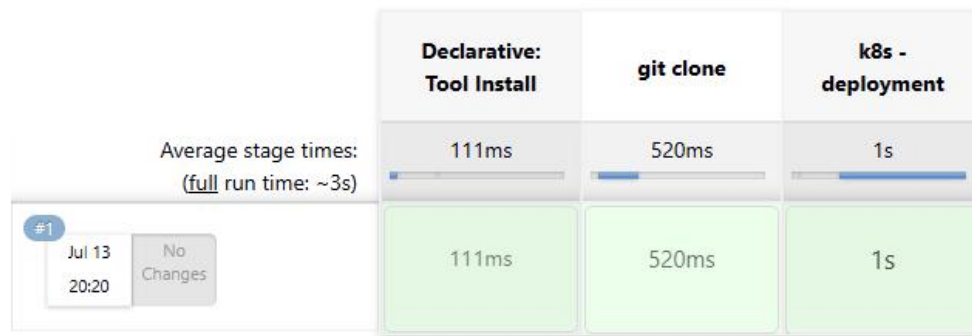 Declarative:
Tool Install
git clone
k8s -
deployment
Average stage times:
(full run time: ~3s)
111ms
520ms
1s
#1
Jul 13
20:20
No
Changes
111ms
520ms
1s